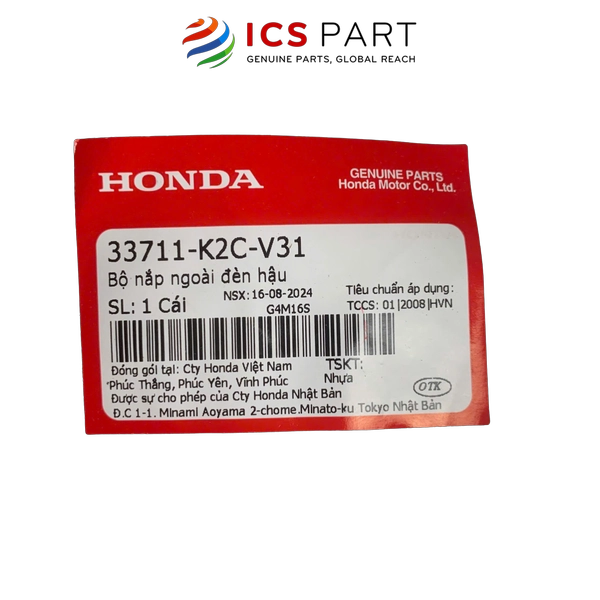 ICS PART
GENUINE PARTS, GLOBAL REACH
HONDA
GENUINE PARTS
Honda Motor Co., Ltd.
33711-K2C-V31
Bộ nắp ngoài đèn hậu
SL: 1 Cái
NSX: 16-08-2024
G4M16S
Tiêu chuẩn áp dụng:
TCCS: 01|2008|HVN
Đóng gói tại: Cty Honda Việt Nam
Phúc Thắng, Phúc Yên, Vĩnh Phúc
TSKT:
Nhựa
Được sự cho phép của Cty Honda Nhật Bản
Đ.C 1-1. Minami Aoyama 2-chome.Minato-ku Tokyo Nhật Bản
OTK